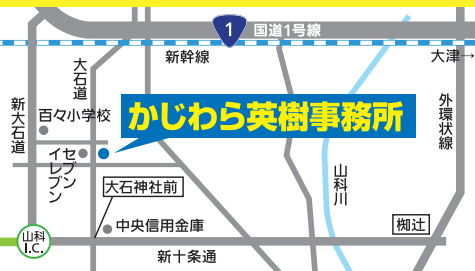 1
国道1号線
新幹線
大津→
大石道
新大石道
百々小学校
外環状線
かじわら英樹事務所
セブン
イレブン
大石神社前
山科川
中央信用金庫
椥辻
山科
I.C.
新十条通